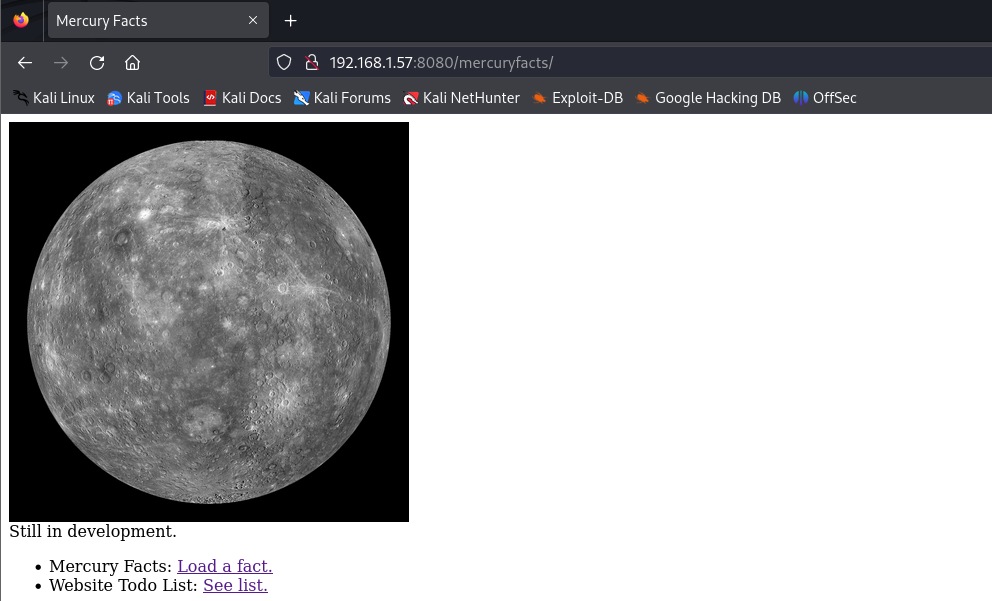 Mercury Facts
192.168.1.57:8080/mercuryfacts/
Kali Linux Kali Tools Kali Docs Kali Forums Kali NetHunter Exploit-DB Google Hacking DB OffSec
Still in development.
Mercury Facts: Load a fact.
Website Todo List: See list.